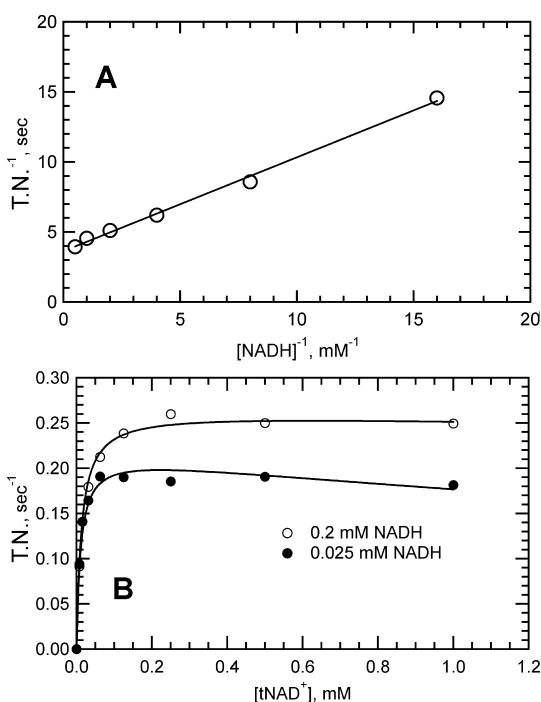 20
15
10
5
0
T.N.⁻¹, sec
A
0 5 10 15 20
[NADH]⁻¹, mM⁻¹
0.30
0.25
0.20
0.15
0.10
0.05
0.00
T.N., sec⁻¹
0.2 mM NADH
0.025 mM NADH
B
0.0 0.2 0.4 0.6 0.8 1.0 1.2
[tNAD⁺], mM